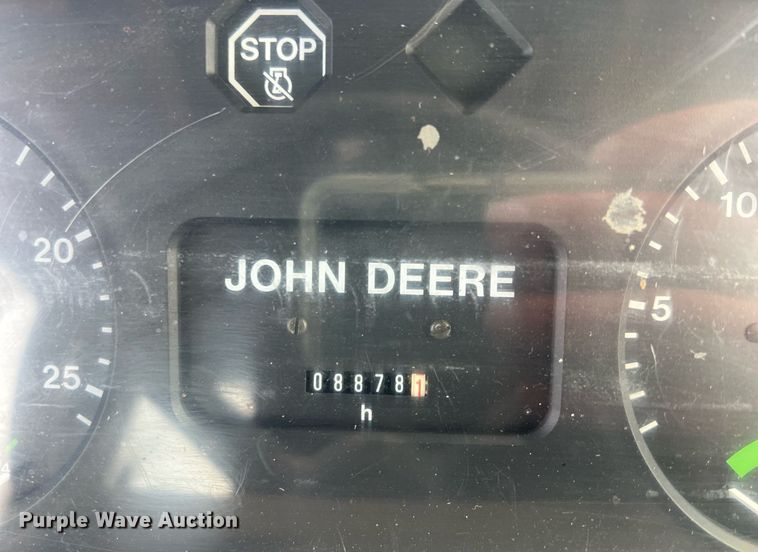 STOP
20
25
JOHN DEERE
088781
h
10
5
Purple Wave Auction